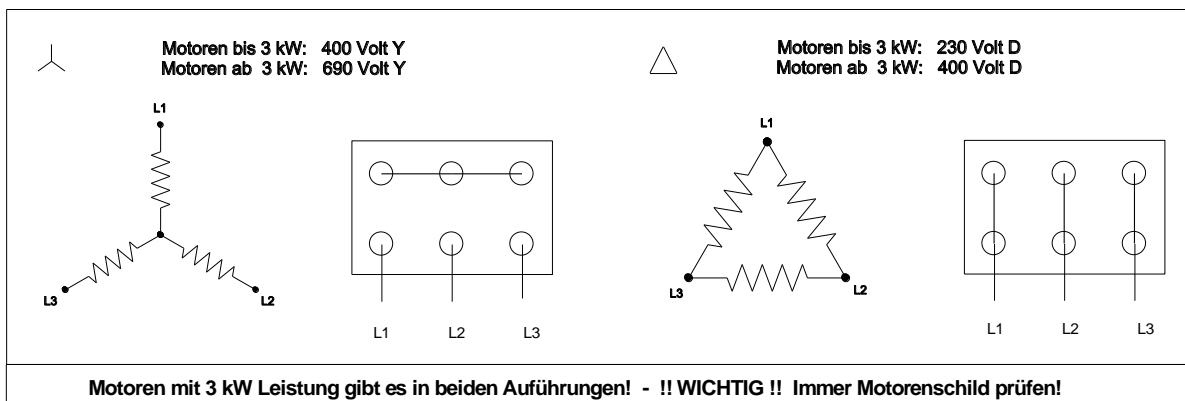 Motoren bis 3 kW: 400 Volt Y
Motoren ab 3 kW: 690 Volt Y
L1
L3
L2
L1 L2 L3
Motoren bis 3 kW: 230 Volt D
Motoren ab 3 kW: 400 Volt D
L1
L3
L2
L1 L2 L3
Motoren mit 3 kW Leistung gibt es in beiden Auführungen! - !! WICHTIG !! Immer Motorenschild prüfen!